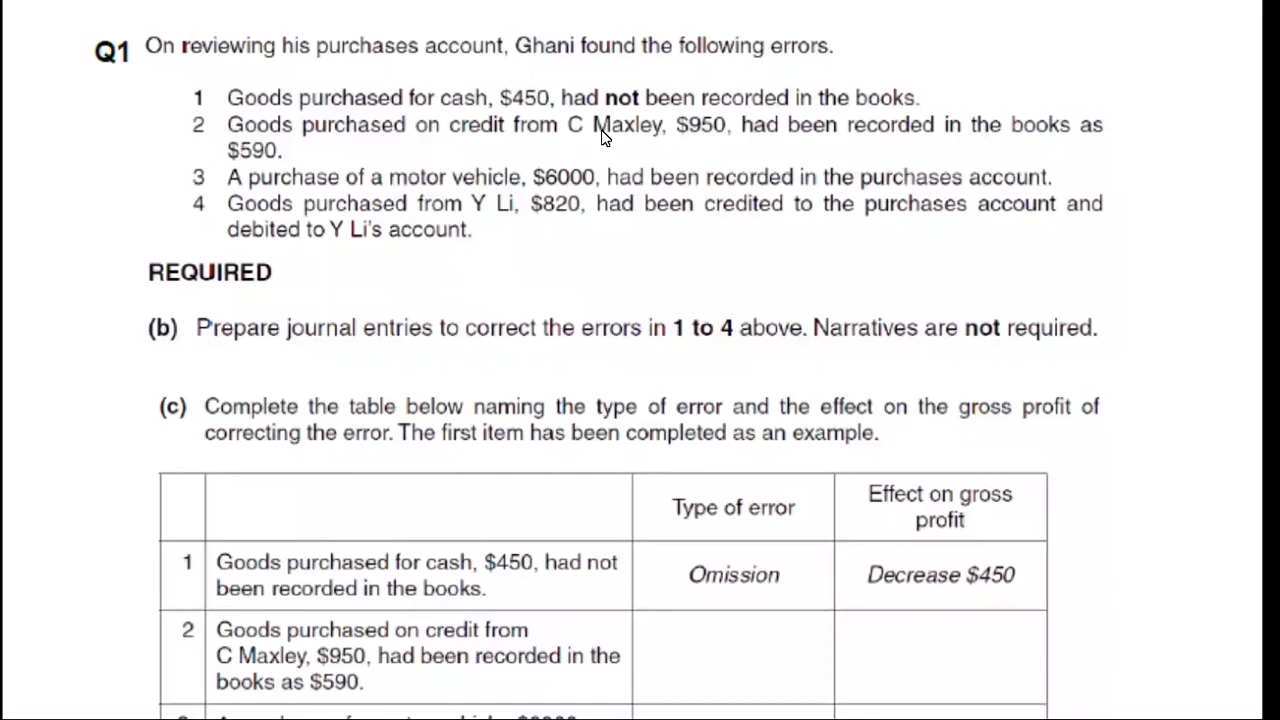 Q1 On reviewing his purchases account, Ghani found the following errors.
1 Goods purchased for cash, $450, had not been recorded in the books.
2 Goods purchased on credit from C Maxley, $950, had been recorded in the books as
$590.
3 A purchase of a motor vehicle, $6000, had been recorded in the purchases account.
4 Goods purchased from Y Li, $820, had been credited to the purchases account and
debited to Y Li's account.
REQUIRED
(b) Prepare journal entries to correct the errors in 1 to 4 above. Narratives are not required.
(c) Complete the table below naming the type of error and the effect on the gross profit of
correcting the error. The first item has been completed as an example.
Type of error
Effect on gross
profit
1 Goods purchased for cash, $450, had not
been recorded in the books.
Omission
Decrease $450
2 Goods purchased on credit from
C Maxley, $950, had been recorded in the
books as $590.